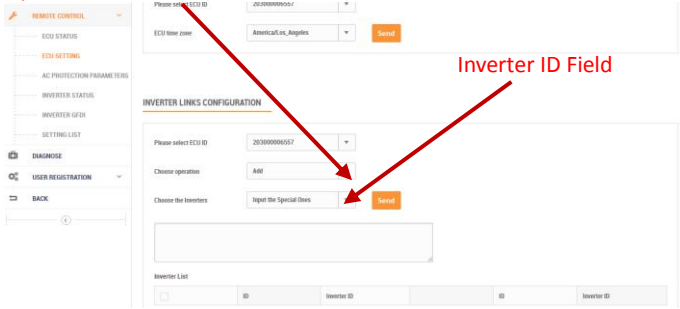 REMOTE CONTROL
ECU STATUS
ECU SETTING
AC PROTECTION PARAMETERS
INVERTER STATUS
INVERTER GFDI
SETTING LIST
DIAGNOSE
USER REGISTRATION
BACK
Please select ECU ID 203000006557
ECU time zone America/Los_Angeles Send
Inverter ID Field
INVERTER LINKS CONFIGURATION
Please select ECU ID 203000006557
Choose operation Add
Choose the Inverters Input the Special Ones Send
Inverter List
ID Inverter ID ID Inverter ID